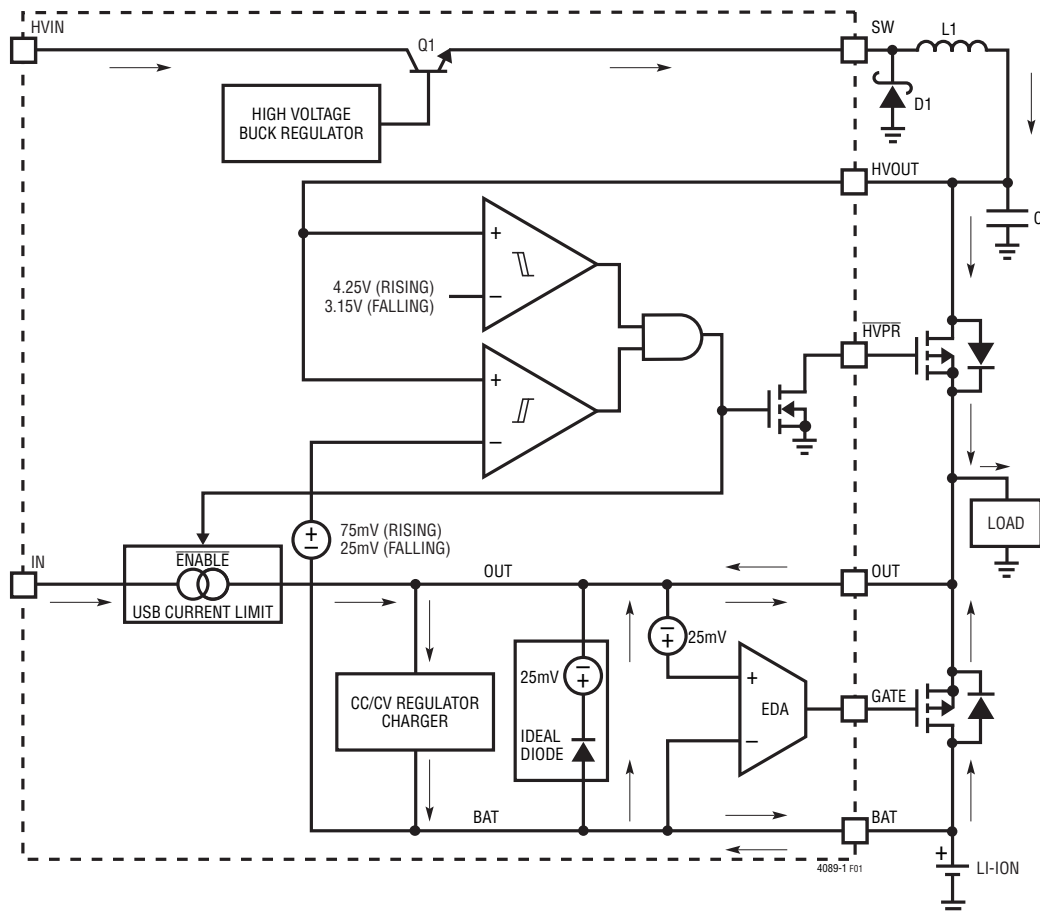 HVIN
Q1
SW
L1
HIGH VOLTAGE
BUCK REGULATOR
D1
HVOUT
C
+
4.25V (RISING)
3.15V (FALLING)
−
HVPR
+
−
75mV (RISING)
25mV (FALLING)
+
−
LOAD
IN
ENABLE
USB CURRENT LIMIT
OUT
OUT
−
+
25mV
−
+
25mV
CC/CV REGULATOR
CHARGER
IDEAL
DIODE
+
EDA
−
GATE
BAT
BAT
4089-1 F01
+
LI-ION